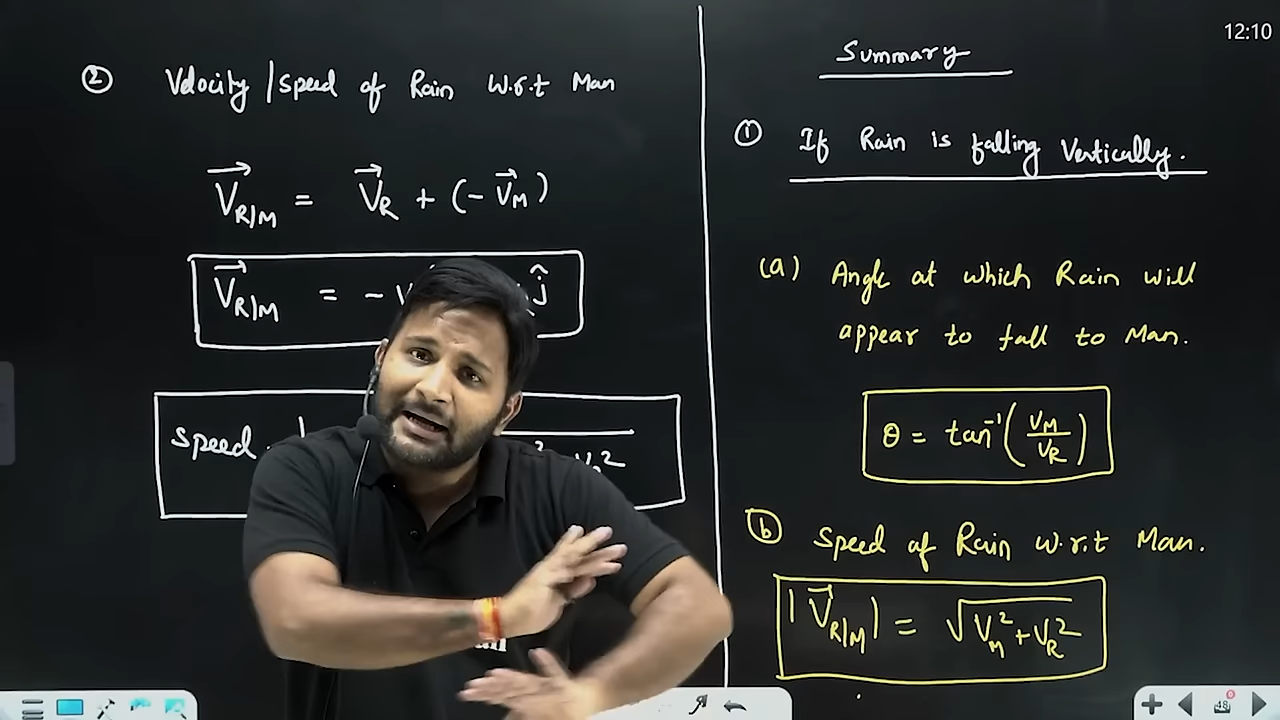 ② Velocity / speed of Rain W.r.t Man
V⃗R/M = V⃗R + (- V⃗M)
V⃗R/M = - ĵ
speed
12:10
Summary
① If Rain is falling Vertically.
(a) Angle at which Rain will
appear to fall to Man.
θ = tan⁻¹(VM/VR)
ⓑ Speed of Rain W.r.t Man.
|V⃗R/M| = √VM² + VR²
48